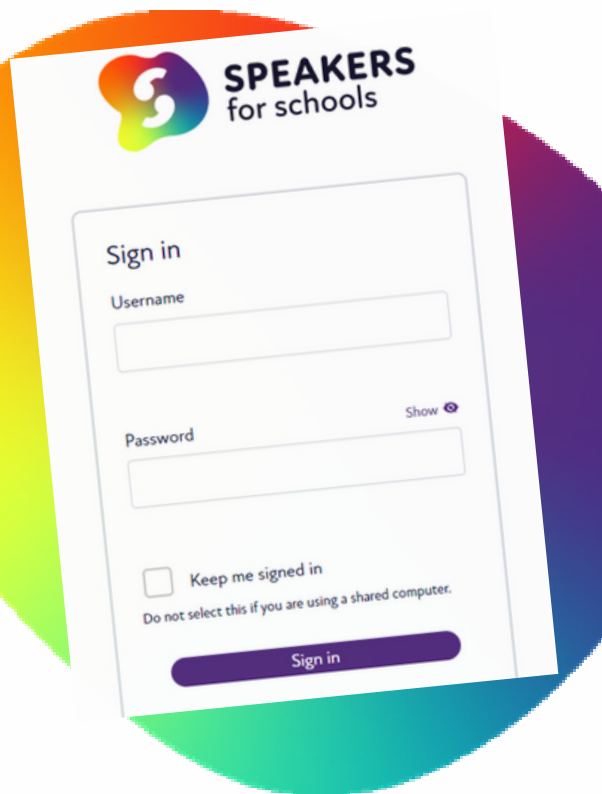 SPEAKERS
for schools
Sign in
Username
Show
Password
Keep me signed in
Do not select this if you are using a shared computer.
Sign in